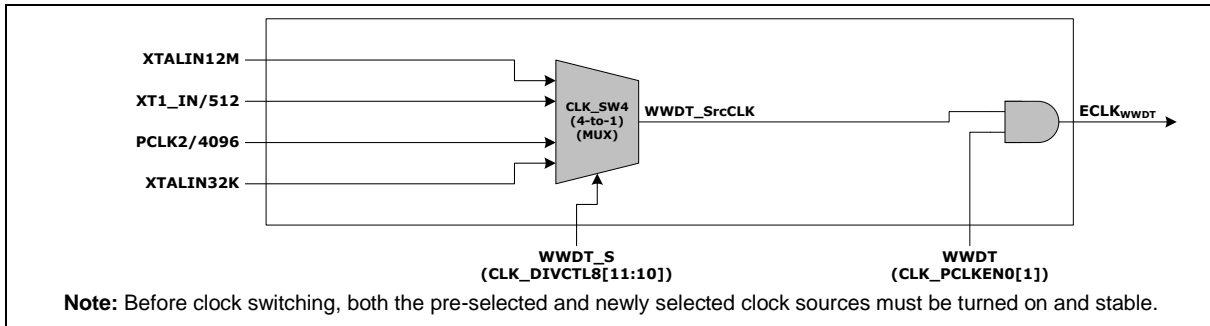 XTALIN12M
XT1_IN/512
PCLK2/4096
XTALIN32K
CLK_SW4
(4-to-1)
(MUX)
WWDT_SrcCLK
ECLKWWDT
WWDT_S
(CLK_DIVCTL8[11:10])
WWDT
(CLK_PCLKEN0[1])
Note: Before clock switching, both the pre-selected and newly selected clock sources must be turned on and stable.